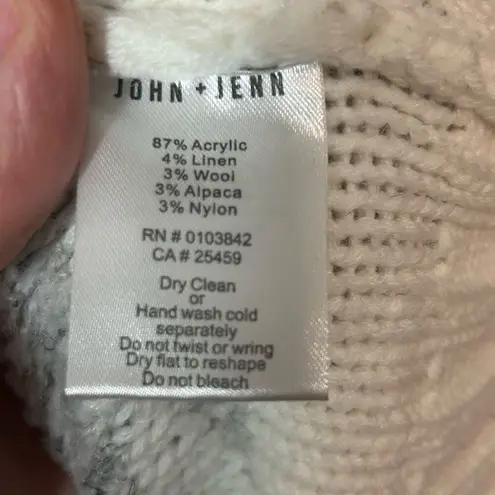 JOHN + JENN
87% Acrylic
4% Linen
3% Wool
3% Alpaca
3% Nylon
RN # 0103842
CA # 25459
Dry Clean
or
Hand wash cold
separately
Do not twist or wring
Dry flat to reshape
Do not bleach